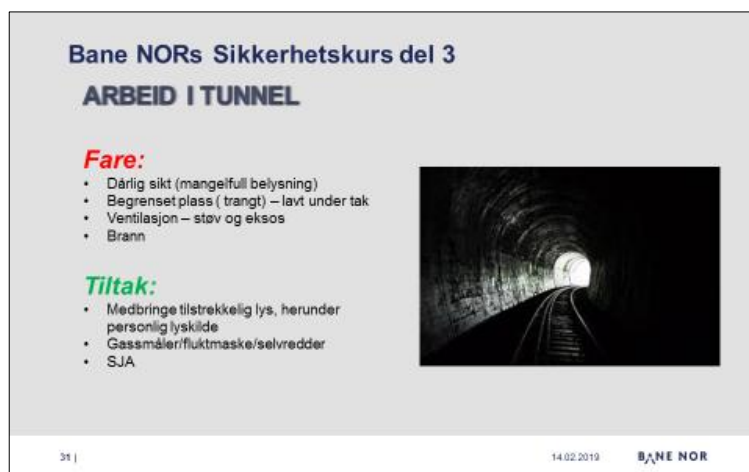 Bane NORs Sikkerhetskurs del 3
ARBEID I TUNNEL
Fare:
• Dårlig sikt (mangelfull belysning)
• Begrenset plass ( trangt) – lavt under tak
• Ventilasjon – støv og eksos
• Brann
Tiltak:
• Medbringe tilstrekkelig lys, herunder
personlig lyskilde
• Gassmåler/fluktmaske/selvredder
• SJA
31 |
14.02.2019
BANE NOR